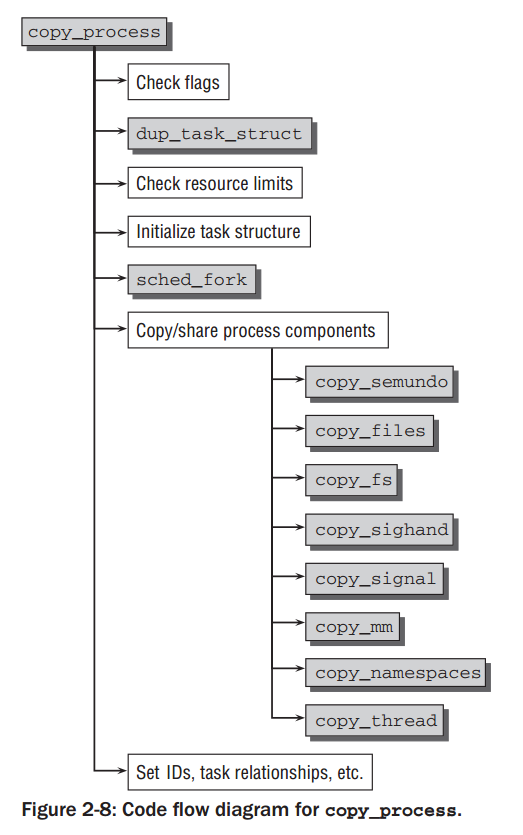 copy_process
Check flags
dup_task_struct
Check resource limits
Initialize task structure
sched_fork
Copy/share process components
copy_semundo
copy_files
copy_fs
copy_sighand
copy_signal
copy_mm
copy_namespaces
copy_thread
Set IDs, task relationships, etc.
Figure 2-8: Code flow diagram for copy_process.